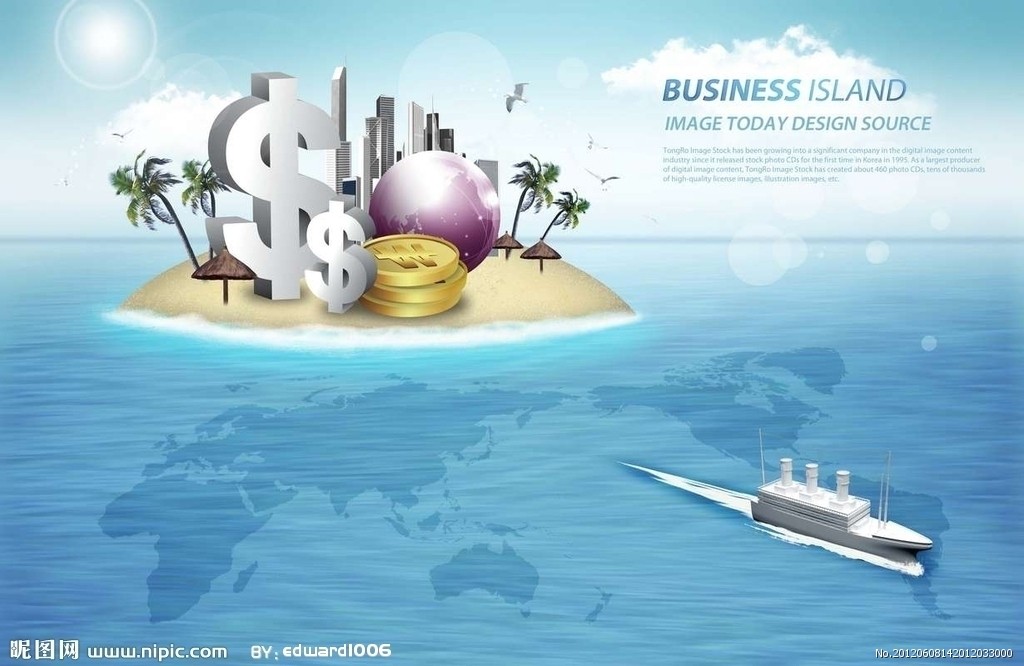 BUSINESS ISLAND
IMAGE TODAY DESIGN SOURCE
TongRo Image Stock has been growing into a significant company in the digital image content
industry since it released stock photo CDs for the first time in Korea in 1995. As a largest producer
of digital image content, TongRo Image Stock has created about 460 photo CDs, tens of thousands
of high-quality license images, illustration images, etc.
$
$
₩
昵图网 www.nipic.com BY: edward1006
No.20120608142012033000